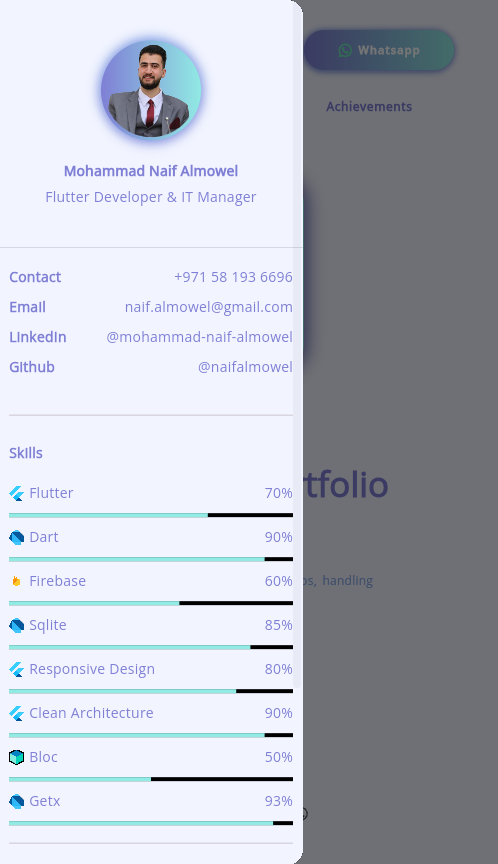 Mohammad Naif Almowel
Flutter Developer & IT Manager
Contact +971 58 193 6696
Email naif.almowel@gmail.com
LinkedIn @mohammad-naif-almowel
Github @naifalmowel
Skills
Flutter 70%
Dart 90%
Firebase 60%
Sqlite 85%
Responsive Design 80%
Clean Architecture 90%
Bloc 50%
Getx 93%
Whatsapp
Achievements
rtfolio
handling